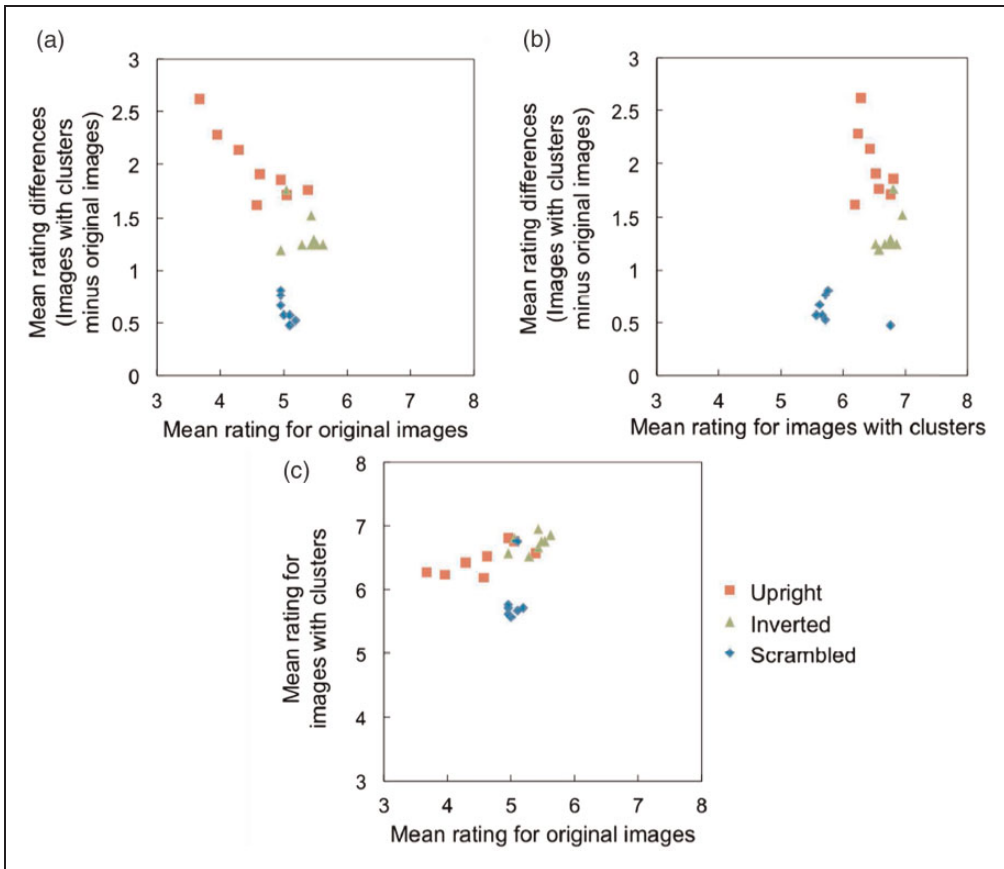 (a)
Mean rating differences
(Images with clusters
minus original images)
3
2.5
2
1.5
1
0.5
0
3 4 5 6 7 8
Mean rating for original images
(b)
Mean rating differences
(Images with clusters
minus original images)
3
2.5
2
1.5
1
0.5
0
3 4 5 6 7 8
Mean rating for images with clusters
(c)
Mean rating for
images with clusters
8
7
6
5
4
3
3 4 5 6 7 8
Mean rating for original images
Upright
Inverted
Scrambled